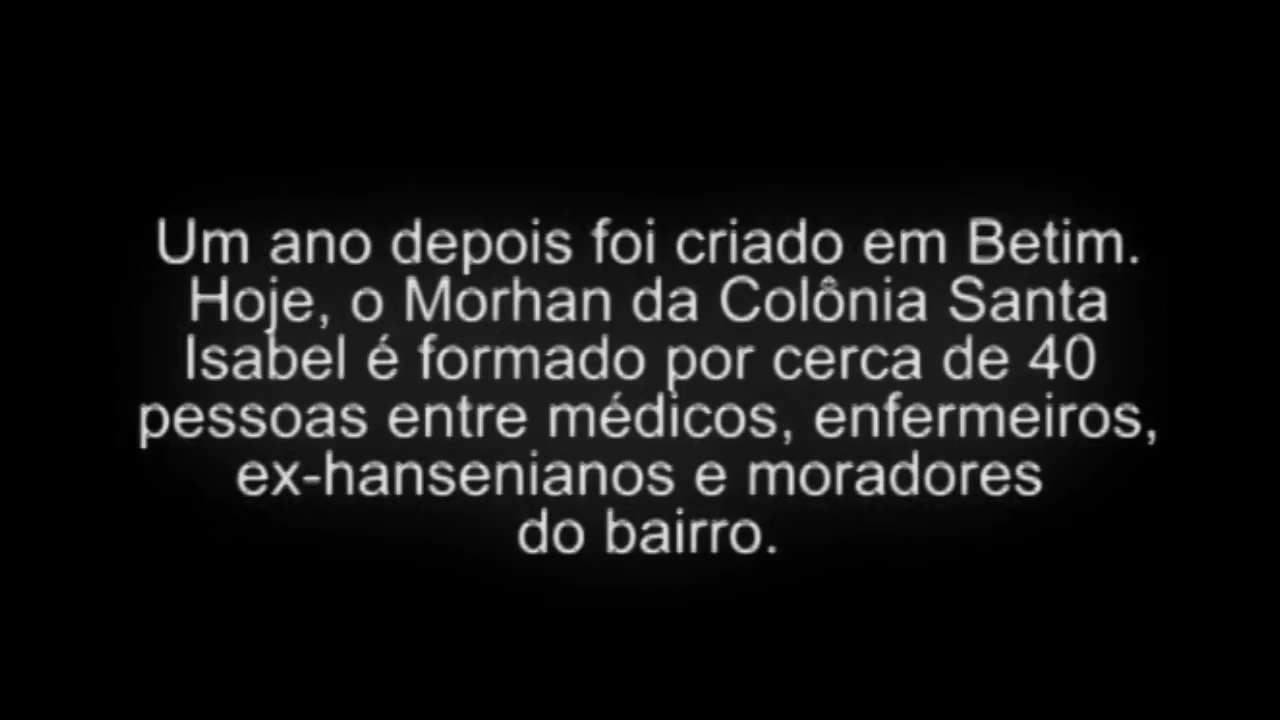 Um ano depois foi criado em Betim.
Hoje, o Morhan da Colônia Santa
Isabel é formado por cerca de 40
pessoas entre médicos, enfermeiros,
ex-hansenianos e moradores
do bairro.